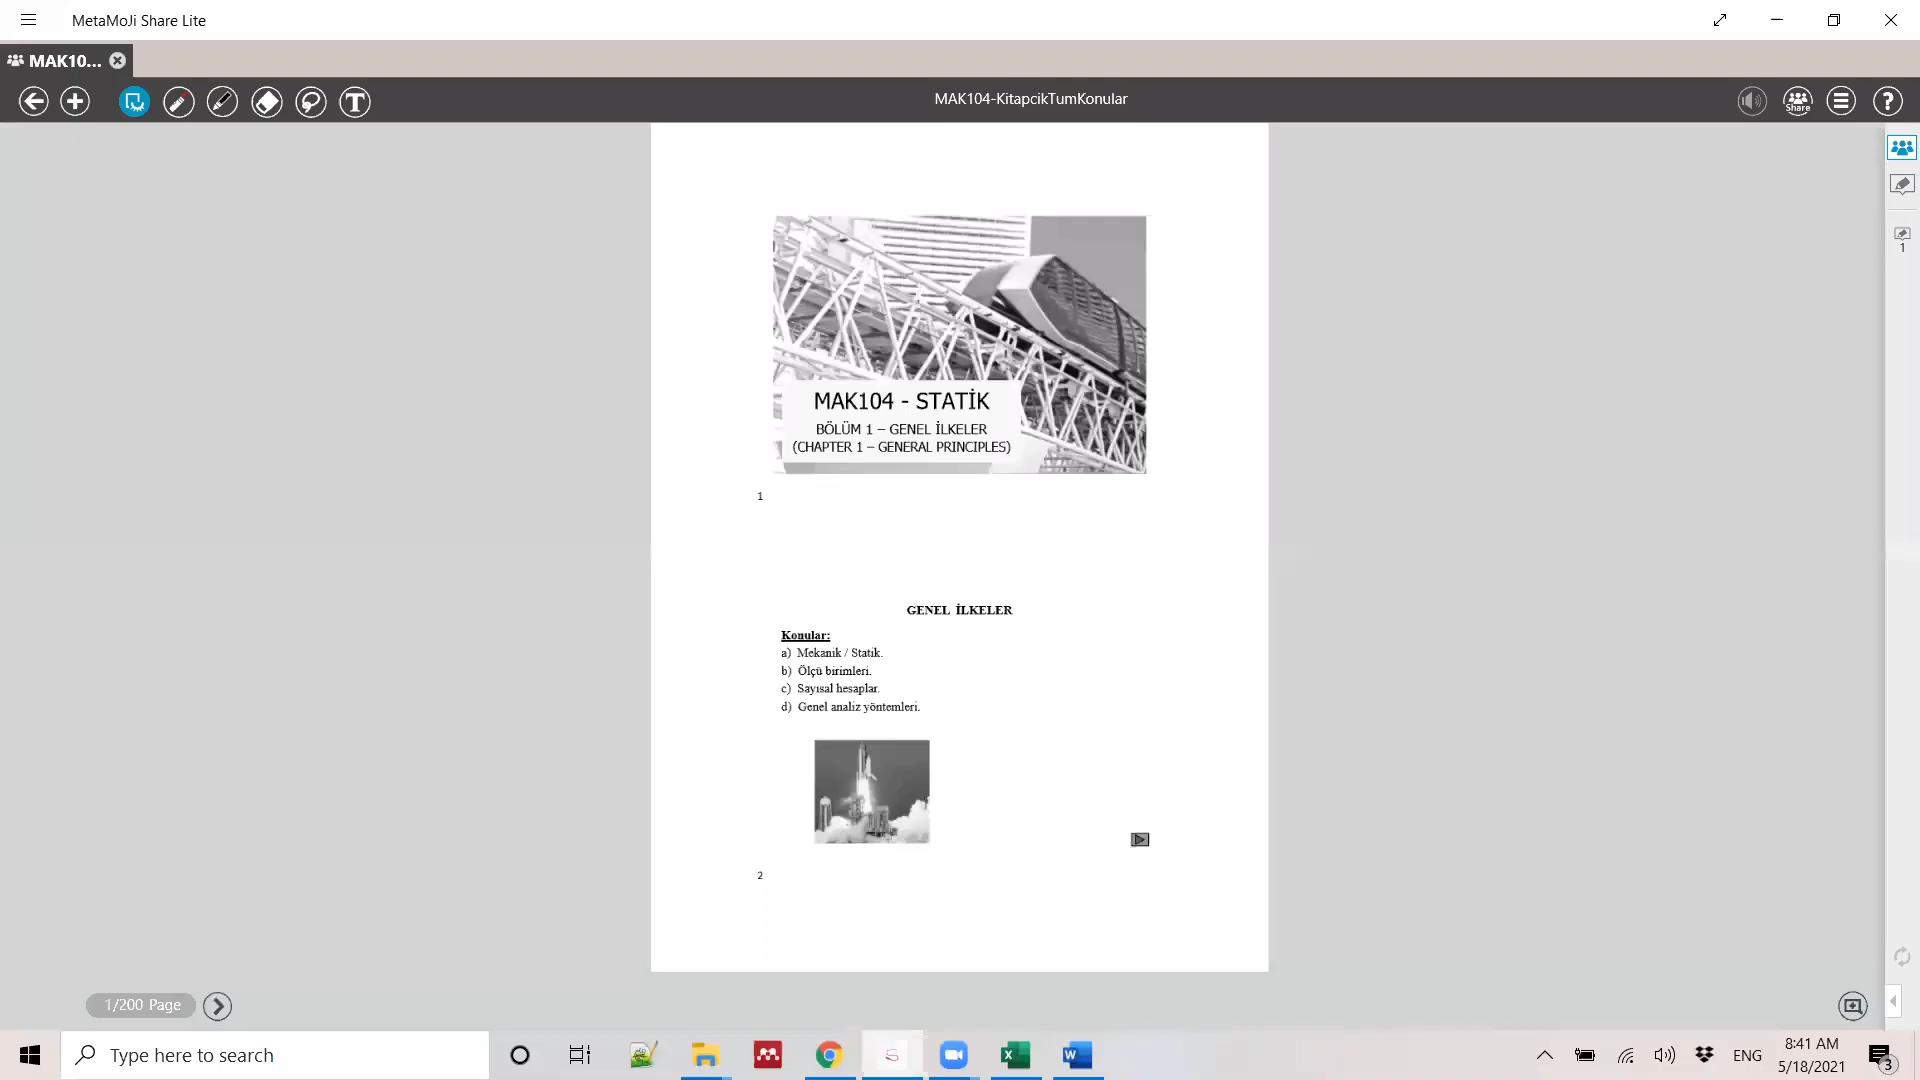 MetaMoJi Share Lite
MAK10...
MAK104-KitapcikTumKonular
Share
?
T
1
MAK104 - STATİK
BÖLÜM 1 – GENEL İLKELER
(CHAPTER 1 – GENERAL PRINCIPLES)
1
GENEL İLKELER
Konular:
a) Mekanik / Statik.
b) Ölçü birimleri.
c) Sayısal hesaplar.
d) Genel analiz yöntemleri.
2
1/200 Page
Type here to search
ENG
8:41 AM
5/18/2021
3